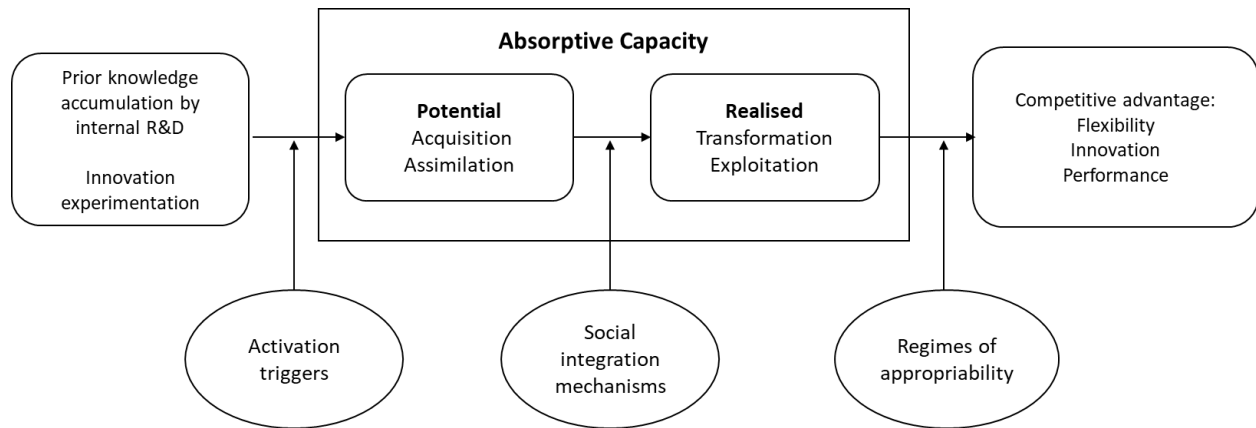 Absorptive Capacity
Prior knowledge
accumulation by
internal R&D
Innovation
experimentation
Potential
Acquisition
Assimilation
Realised
Transformation
Exploitation
Competitive advantage:
Flexibility
Innovation
Performance
Activation
triggers
Social
integration
mechanisms
Regimes of
appropriability